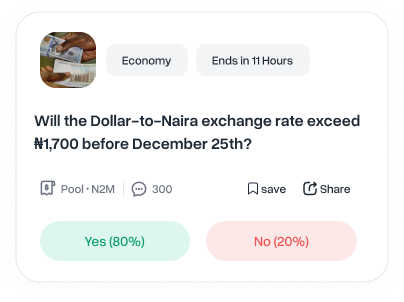 Economy
Ends in 11 Hours
Will the Dollar-to-Naira exchange rate exceed
₦1,700 before December 25th?
Pool · N2M
300
save
Share
Yes (80%)
No (20%)